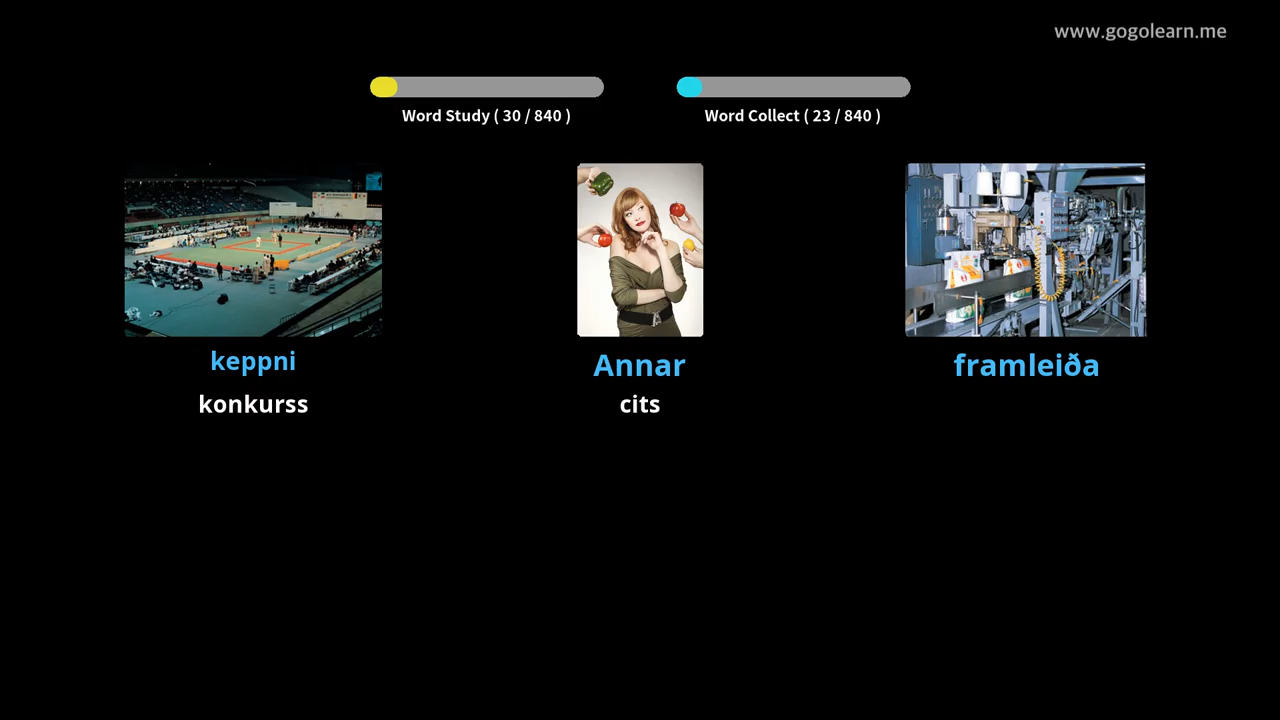 www.gogolearn.me
Word Study ( 30 / 840 )
Word Collect ( 23 / 840 )
keppni
konkurss
Annar
cits
framleiða